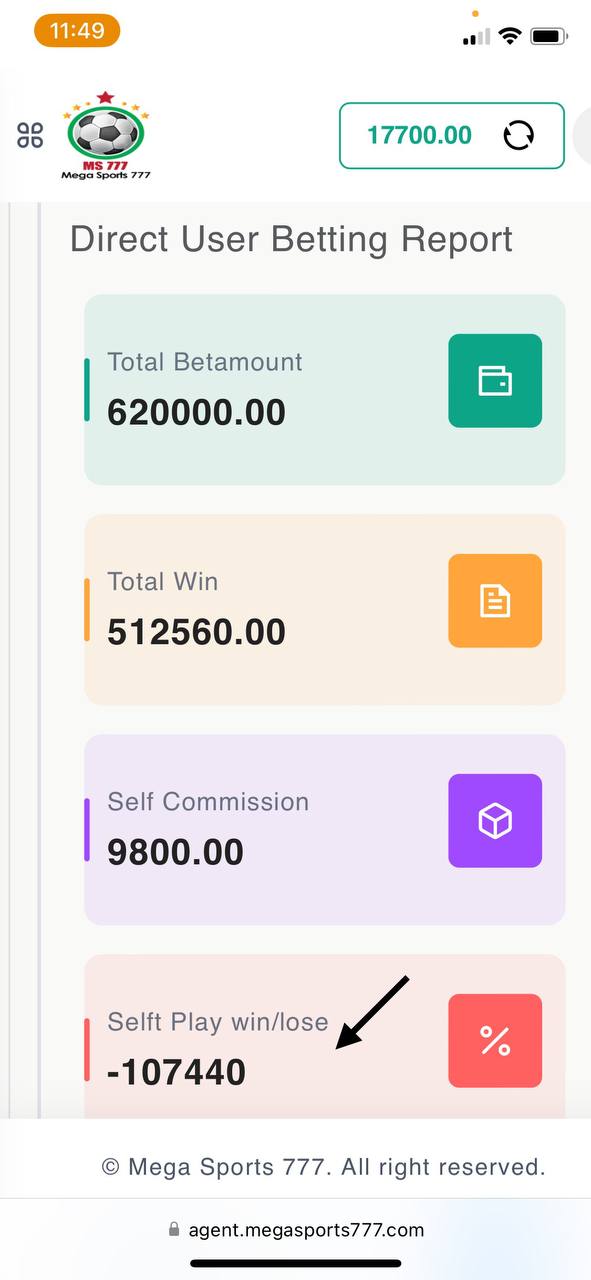 11:49
MS 777
Mega Sports 777
17700.00
Direct User Betting Report
Total Betamount
620000.00
Total Win
512560.00
Self Commission
9800.00
Selft Play win/lose
-107440
© Mega Sports 777. All right reserved.
agent.megasports777.com